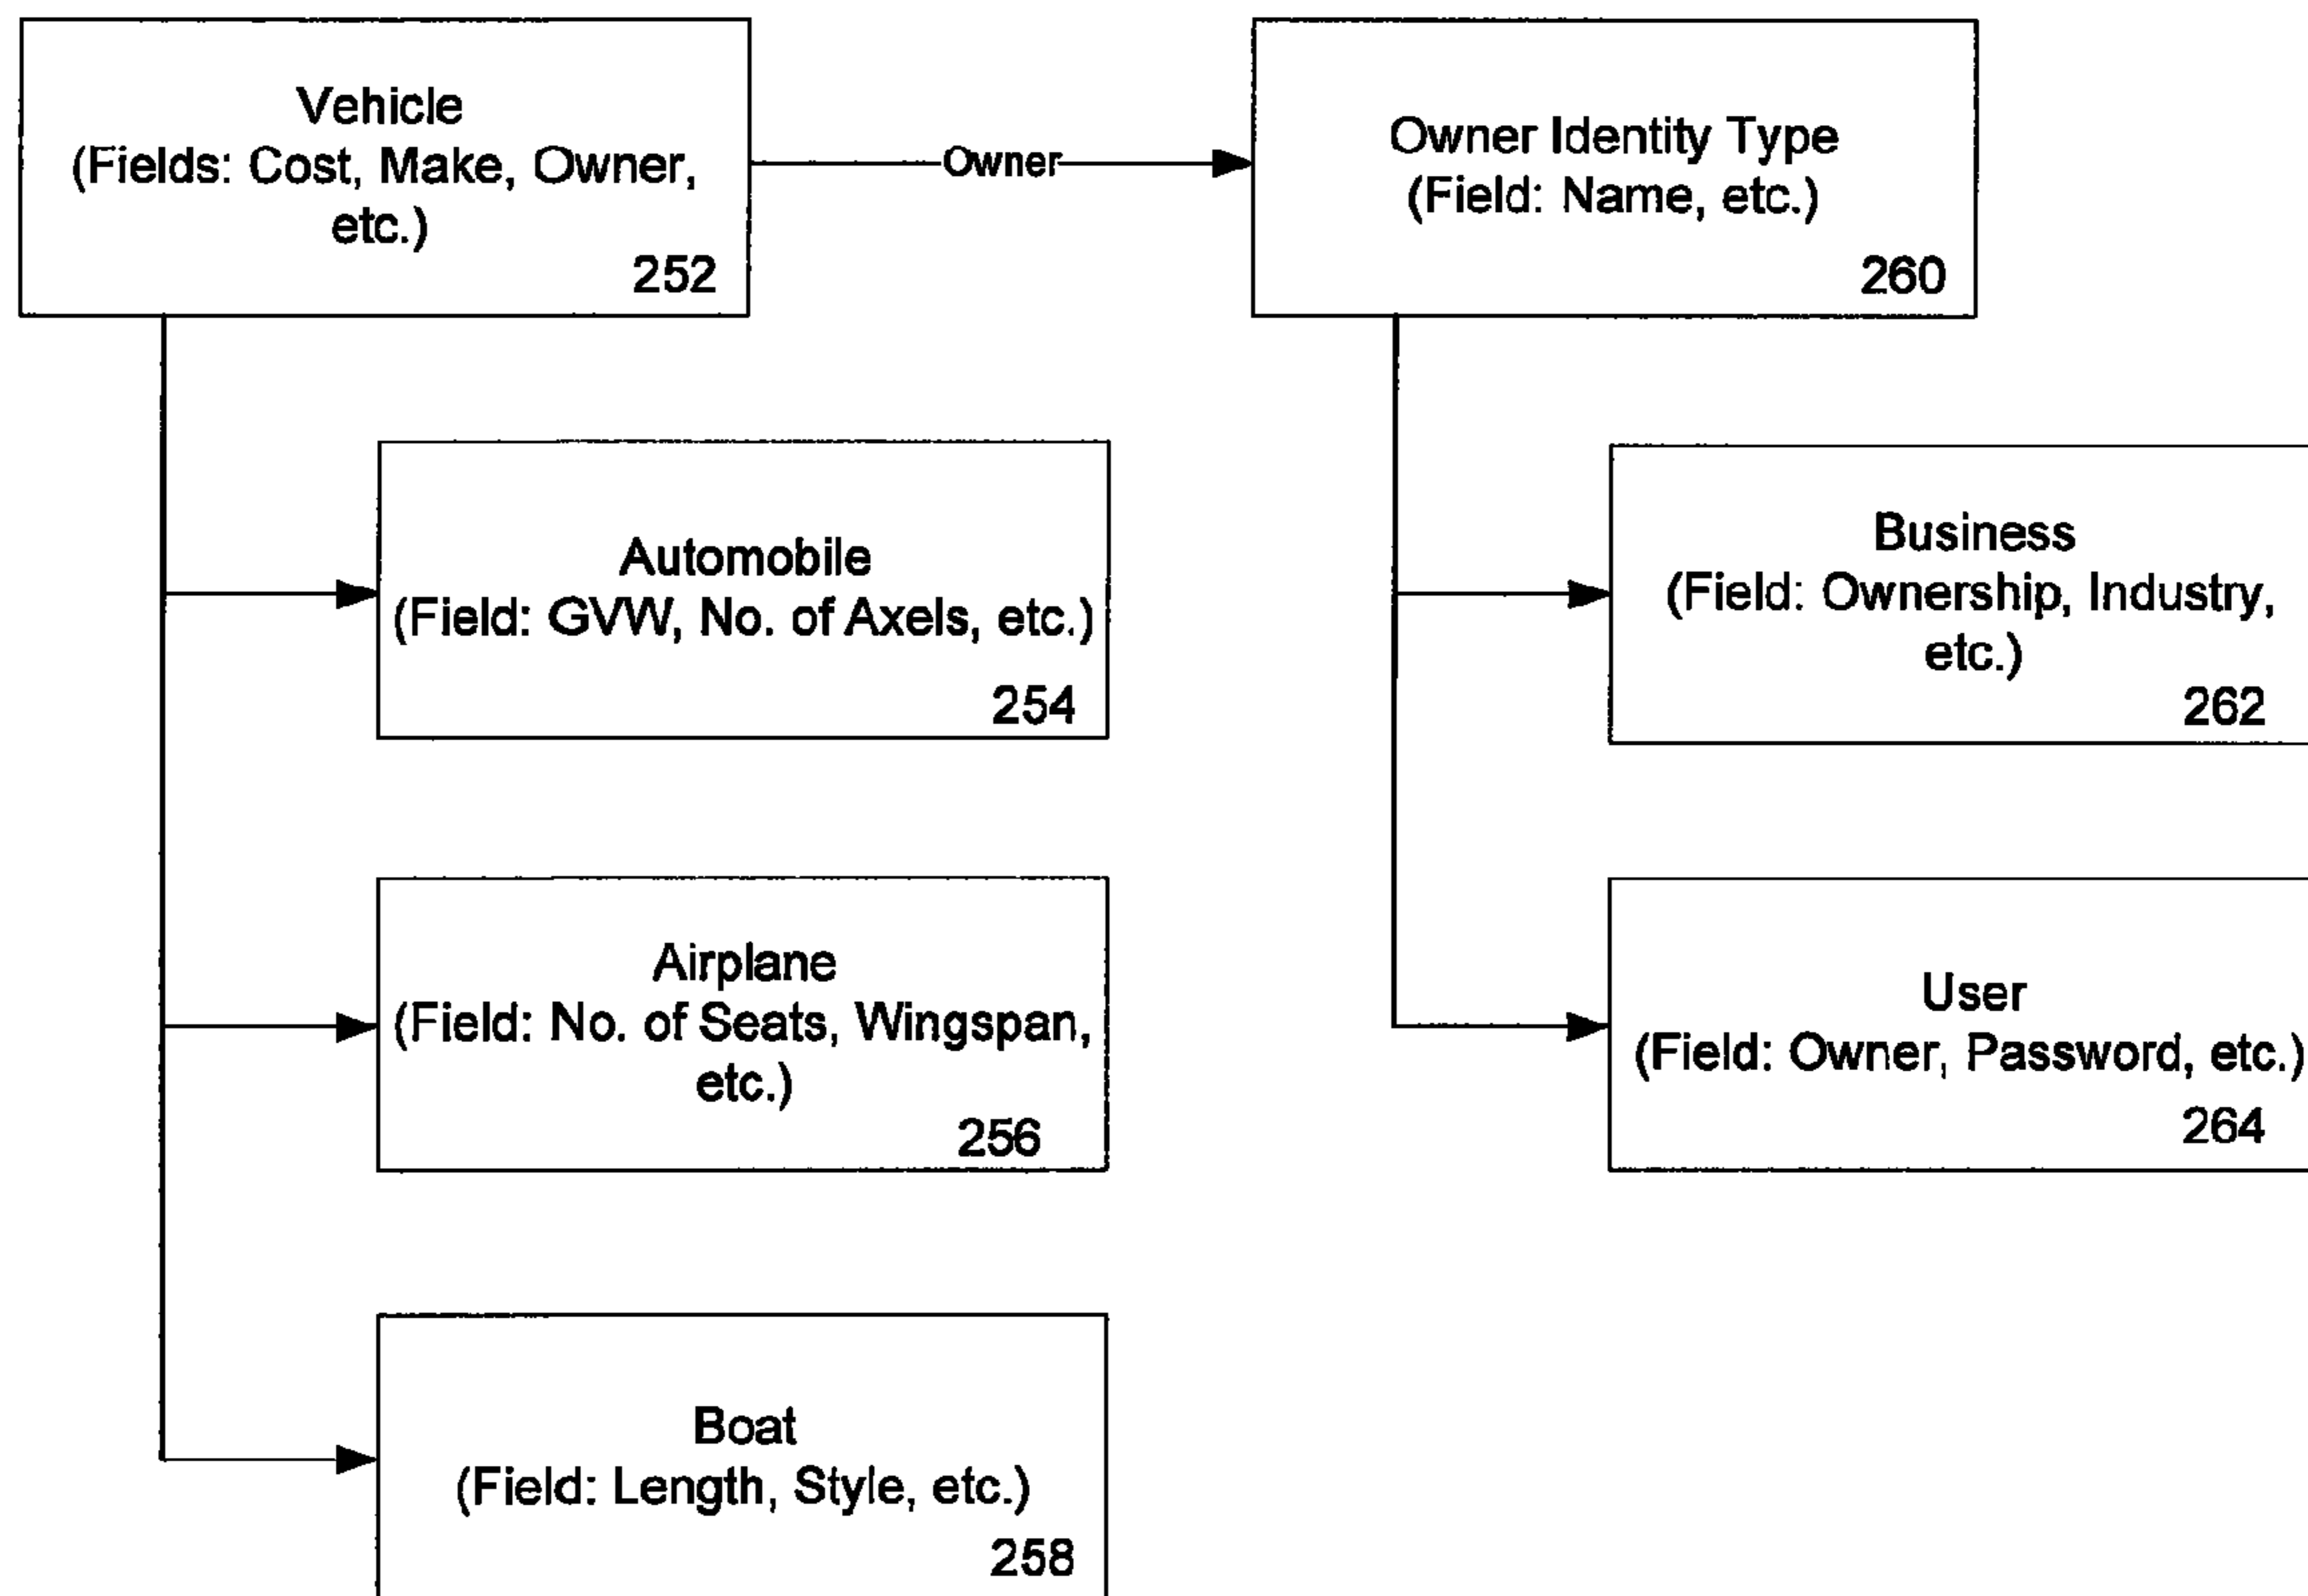 Vehicle
(Fields: Cost, Make, Owner,
etc.)
252
Owner
Owner Identity Type
(Field: Name, etc.)
260
Automobile
(Field: GVW, No. of Axels, etc.)
254
Business
(Field: Ownership, Industry,
etc.)
262
Airplane
(Field: No. of Seats, Wingspan,
etc.)
256
User
(Field: Owner, Password, etc.)
264
Boat
(Field: Length, Style, etc.)
258